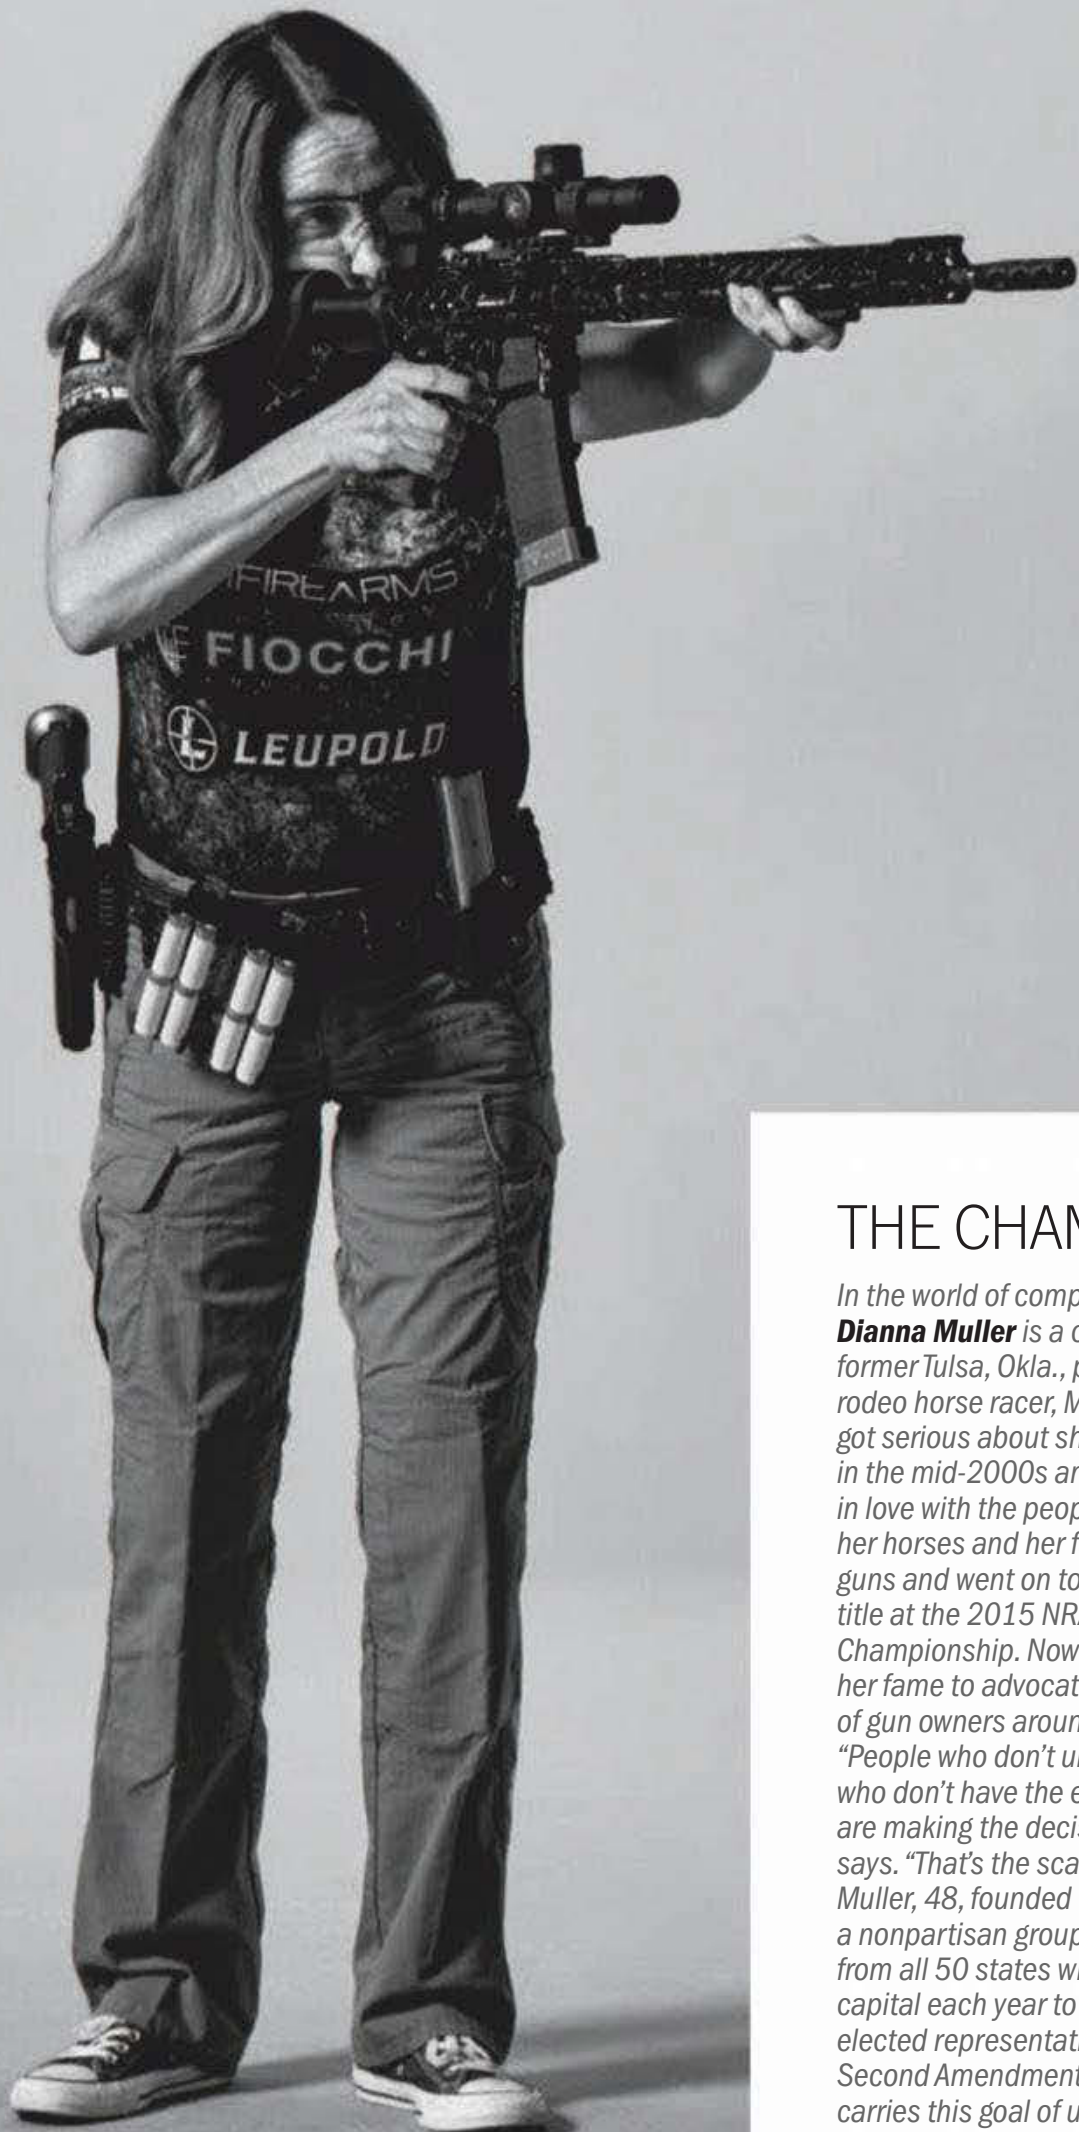 FIREARMS
FIOCCHI
L LEUPOLD
THE CHAM
In the world of comp
Dianna Muller is a c
former Tulsa, Okla., p
rodeo horse racer, M
got serious about sh
in the mid-2000s an
in love with the peop
her horses and her f
guns and went on to
title at the 2015 NRA
Championship. Now
her fame to advocat
of gun owners aroun
“People who don’t u
who don’t have the e
are making the decis
says. “That’s the sca
Muller, 48, founded
a nonpartisan group
from all 50 states w
capital each year to
elected representati
Second Amendment
carries this goal of u